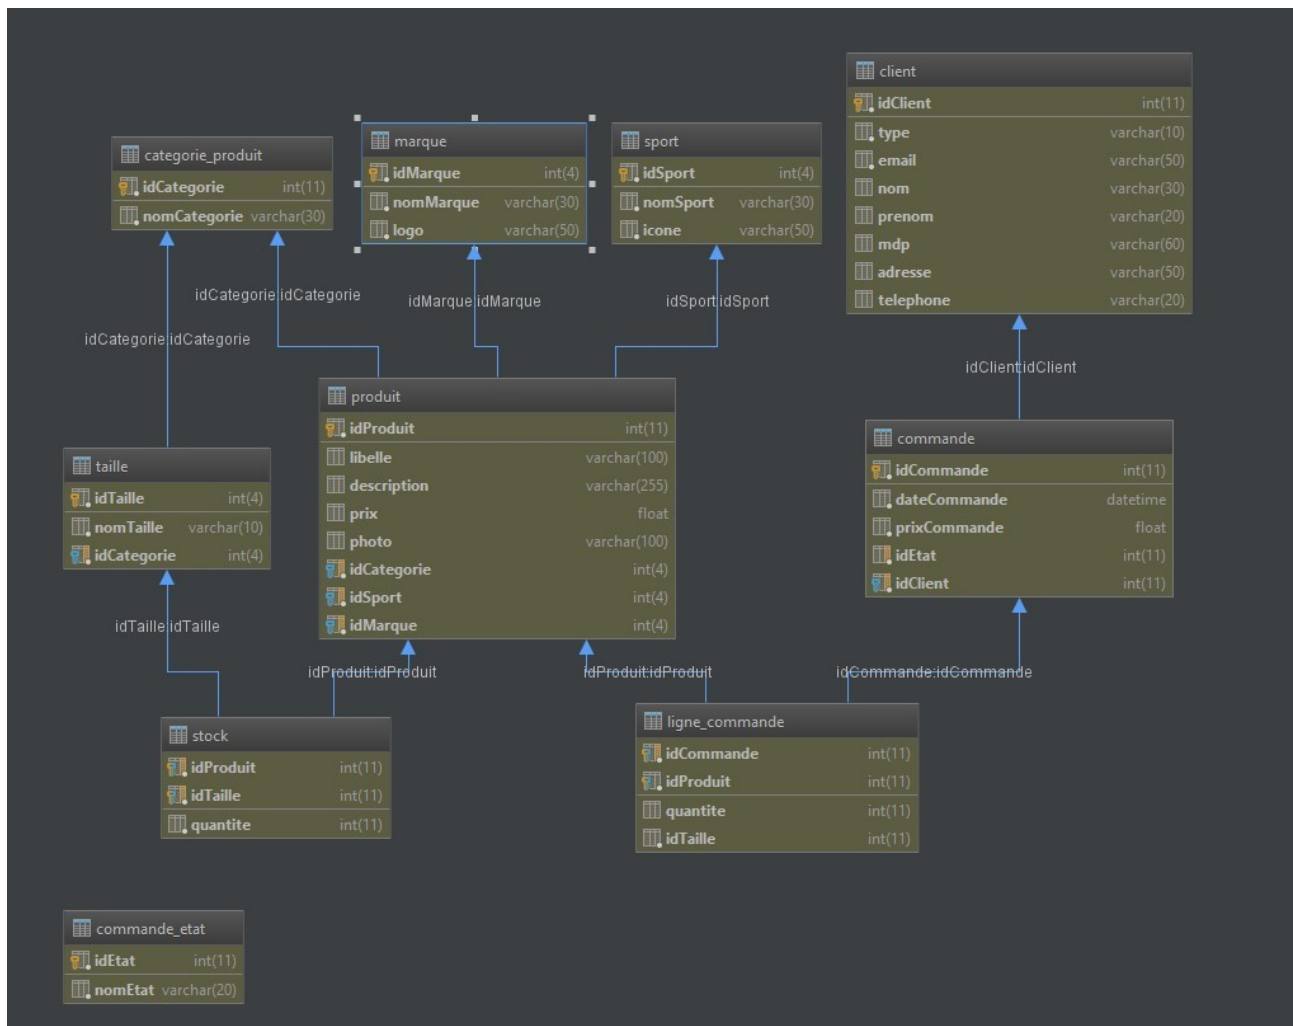 client
idClient int(11)
type varchar(10)
email varchar(50)
nom varchar(30)
prenom varchar(20)
mdp varchar(60)
adresse varchar(50)
telephone varchar(20)
marque
idMarque int(4)
nomMarque varchar(30)
logo varchar(50)
sport
idSport int(4)
nomSport varchar(30)
icone varchar(50)
categorie_produit
idCategorie int(11)
nomCategorie varchar(30)
idCategorie:idCategorie
idMarque:idMarque
idSport:idSport
idCategorie:idCategorie
idClient:idClient
produit
idProduit int(11)
libelle varchar(100)
description varchar(255)
prix float
photo varchar(100)
idCategorie int(4)
idSport int(4)
idMarque int(4)
commande
idCommande int(11)
dateCommande datetime
prixCommande float
idEtat int(11)
idClient int(11)
taille
idTaille int(4)
nomTaille varchar(10)
idCategorie int(4)
idTaille:idTaille
idProduit:idProduit
idProduit:idProduit
idCommande:idCommande
stock
idProduit int(11)
idTaille int(11)
quantite int(11)
ligne_commande
idCommande int(11)
idProduit int(11)
quantite int(11)
idTaille int(11)
commande_etat
idEtat int(11)
nomEtat varchar(20)